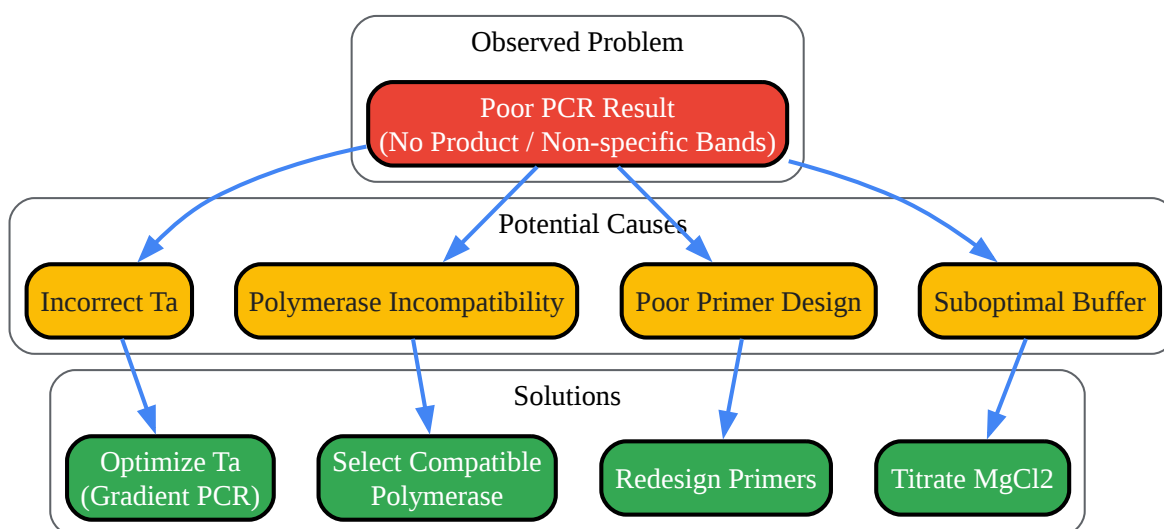 Observed Problem
Poor PCR Result
(No Product / Non-specific Bands)
Potential Causes
Incorrect Ta
Polymerase Incompatibility
Poor Primer Design
Suboptimal Buffer
Solutions
Optimize Ta
(Gradient PCR)
Select Compatible
Polymerase
Redesign Primers
Titrate MgCl2